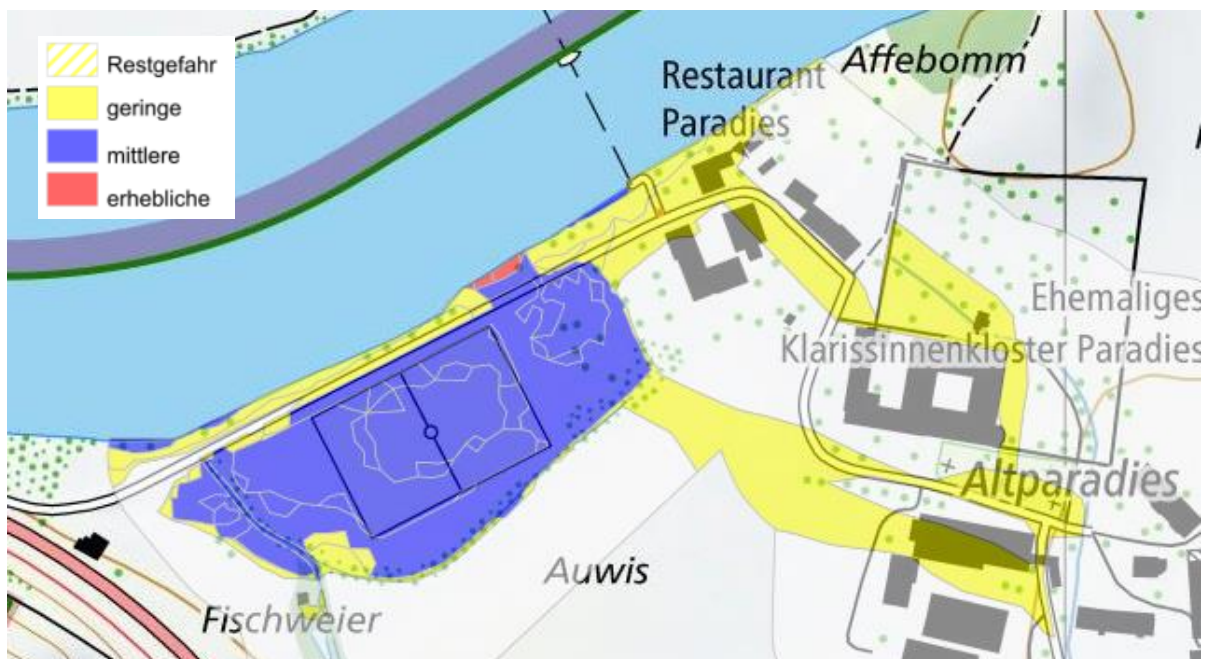 Restgefahr
geringe
mittlere
erhebliche
Restaurant
Paradies
Affebomm
Ehemaliges
Klarissinnenkloster Paradies
Altparadies
Auwis
Fischweier